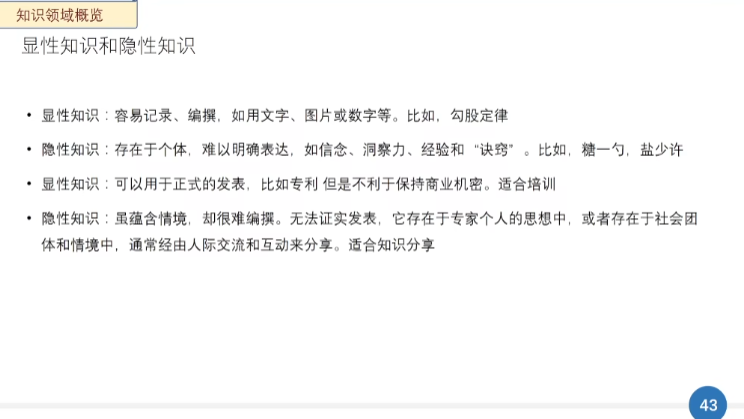 知识领域概览
显性知识和隐性知识
• 显性知识：容易记录、编撰，如用文字、图片或数字等。比如，勾股定律
• 隐性知识：存在于个体，难以明确表达，如信念、洞察力、经验和“诀窍”。比如，糖一勺，盐少许
• 显性知识：可以用于正式的发表，比如专利 但是不利于保持商业机密。适合培训
• 隐性知识：虽蕴含情境，却很难编撰。无法证实发表，它存在于专家个人的思想中，或者存在于社会团
体和情境中，通常经由人际交流和互动来分享。适合知识分享
43